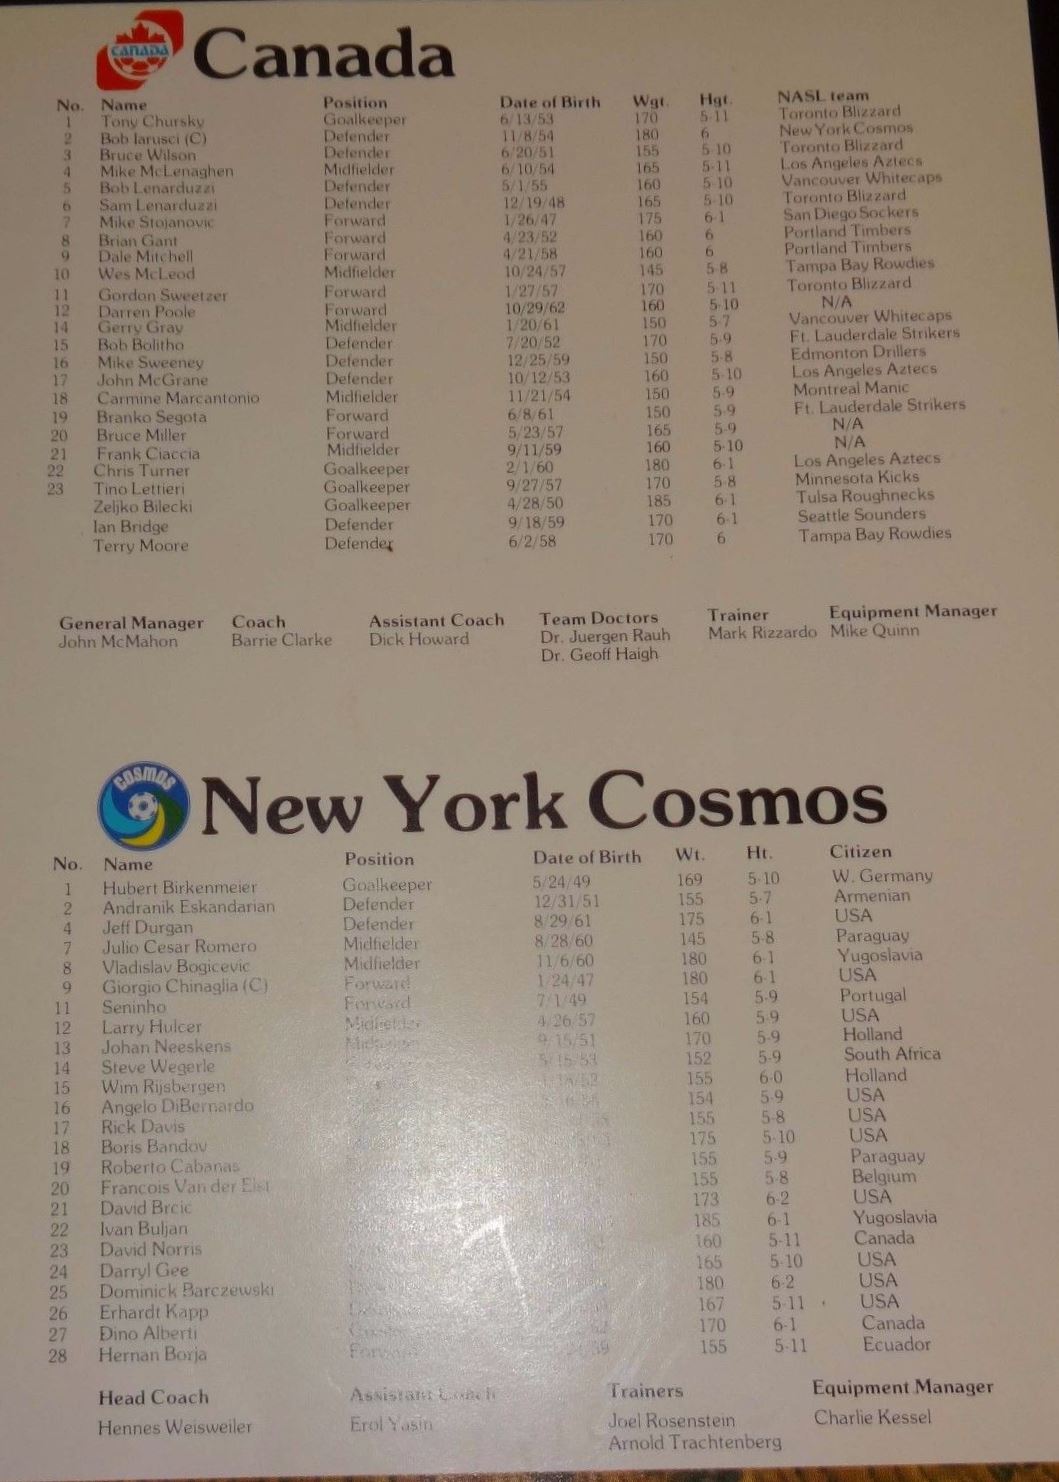 CANADA
Canada
No. Name Position Date of Birth Wgt. Hgt. NASL team
1 Tony Chursky Goalkeeper 6/13/53 170 5-11 Toronto Blizzard
2 Bob Iarusci (C) Defender 11/8/54 180 6 New York Cosmos
3 Bruce Wilson Defender 6/20/51 155 5-10 Toronto Blizzard
4 Mike McLenaghen Midfielder 6/10/54 165 5-11 Los Angeles Aztecs
5 Bob Lenarduzzi Defender 5/1/55 160 5-10 Vancouver Whitecaps
6 Sam Lenarduzzi Defender 12/19/48 165 5-10 Toronto Blizzard
7 Mike Stojanovic Forward 1/26/47 175 6-1 San Diego Sockers
8 Brian Gant Forward 4/23/52 160 6 Portland Timbers
9 Dale Mitchell Forward 4/21/58 160 6 Portland Timbers
10 Wes McLeod Midfielder 10/24/57 145 5-8 Tampa Bay Rowdies
11 Gordon Sweetzer Forward 1/27/57 170 5-11 Toronto Blizzard
12 Darren Poole Forward 10/29/62 160 5-10 N/A
14 Gerry Gray Midfielder 1/20/61 150 5-7 Vancouver Whitecaps
15 Bob Bolitho Defender 7/20/52 170 5-9 Ft. Lauderdale Strikers
16 Mike Sweeney Defender 12/25/59 150 5-8 Edmonton Drillers
17 John McGrane Defender 10/12/53 160 5-10 Los Angeles Aztecs
18 Carmine Marcantonio Midfielder 11/21/54 150 5-9 Montreal Manic
19 Branko Segota Forward 6/8/61 150 5-9 Ft. Lauderdale Strikers
20 Bruce Miller Forward 5/23/57 165 5-9 N/A
21 Frank Ciaccia Midfielder 9/11/59 160 5-10 N/A
22 Chris Turner Goalkeeper 2/1/60 180 6-1 Los Angeles Aztecs
23 Tino Lettieri Goalkeeper 9/27/57 170 5-8 Minnesota Kicks
Zeljko Bilecki Goalkeeper 4/28/50 185 6-1 Tulsa Roughnecks
Ian Bridge Defender 9/18/59 170 6-1 Seattle Sounders
Terry Moore Defender 6/2/58 170 6 Tampa Bay Rowdies
General Manager Coach Assistant Coach Team Doctors Trainer Equipment Manager
John McMahon Barrie Clarke Dick Howard Dr. Juergen Rauh Mark Rizzardo Mike Quinn
Dr. Geoff Haigh
COSMOS
New York Cosmos
No. Name Position Date of Birth Wt. Ht. Citizen
1 Hubert Birkenmeier Goalkeeper 5/24/49 169 5-10 W. Germany
2 Andranik Eskandarian Defender 12/31/51 155 5-7 Armenian
4 Jeff Durgan Defender 8/29/61 175 6-1 USA
7 Julio Cesar Romero Midfielder 8/28/60 145 5-8 Paraguay
8 Vladislav Bogicevic Midfielder 11/6/60 180 6-1 Yugoslavia
9 Giorgio Chinaglia (C) Forward 1/24/47 180 6-1 USA
11 Seninho Forward 7/1/49 154 5-9 Portugal
12 Larry Hulcer Midfielder 4/26/57 160 5-9 USA
13 Johan Neeskens Midfielder 9/15/51 170 5-9 Holland
14 Steve Wegerle 5/15/53 152 5-9 South Africa
15 Wim Rijsbergen 155 6-0 Holland
16 Angelo DiBernardo 154 5-9 USA
17 Rick Davis 155 5-8 USA
18 Boris Bandov 175 5-10 USA
19 Roberto Cabanas 155 5-9 Paraguay
20 Francois Van der Elst 155 5-8 Belgium
21 David Brcic 173 6-2 USA
22 Ivan Buljan 185 6-1 Yugoslavia
23 David Norris 160 5-11 Canada
24 Darryl Gee 165 5-10 USA
25 Dominick Barczewski 180 6-2 USA
26 Erhardt Kapp 167 5-11 USA
27 Dino Alberti 170 6-1 Canada
28 Hernan Borja Forward 155 5-11 Ecuador
Head Coach Assistant Coach Trainers Equipment Manager
Hennes Weisweiler Erol Yasin Joel Rosenstein Charlie Kessel
Arnold Trachtenberg